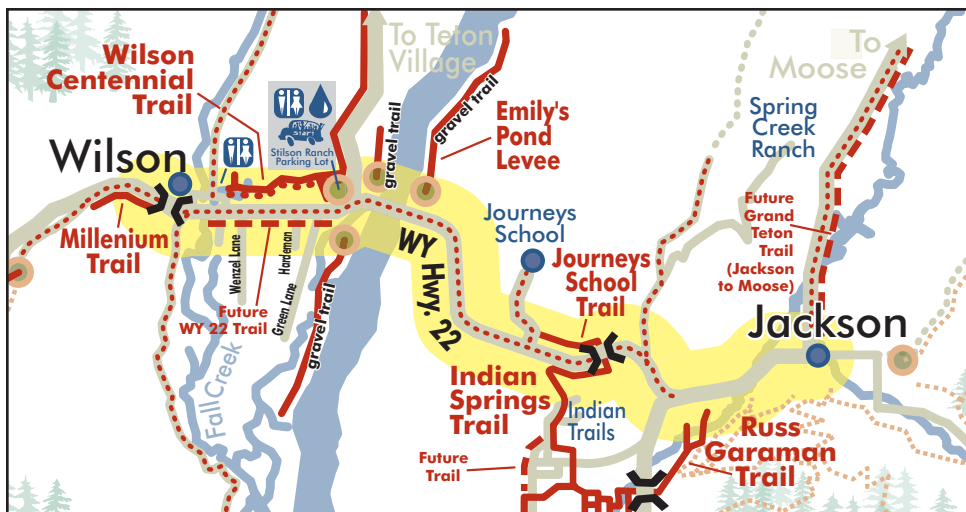 To Teton
Village
To
Moose
Wilson
Centennial
Trail
START
Stilson Ranch
Parking Lot
gravel trail
gravel trail
Emily's
Pond
Levee
Spring
Creek
Ranch
Wilson
Millenium
Trail
Journeys
School
Journeys
School
Trail
Future
Grand
Teton
Trail
(Jackson
to Moose)
Wenzel Lane
Hardeman
Green Lane
gravel trail
Future
WY 22 Trail
WY Hwy. 22
Fall Creek
Jackson
Indian
Springs
Trail
Indian
Trails
Future
Trail
Russ
Garaman
Trail